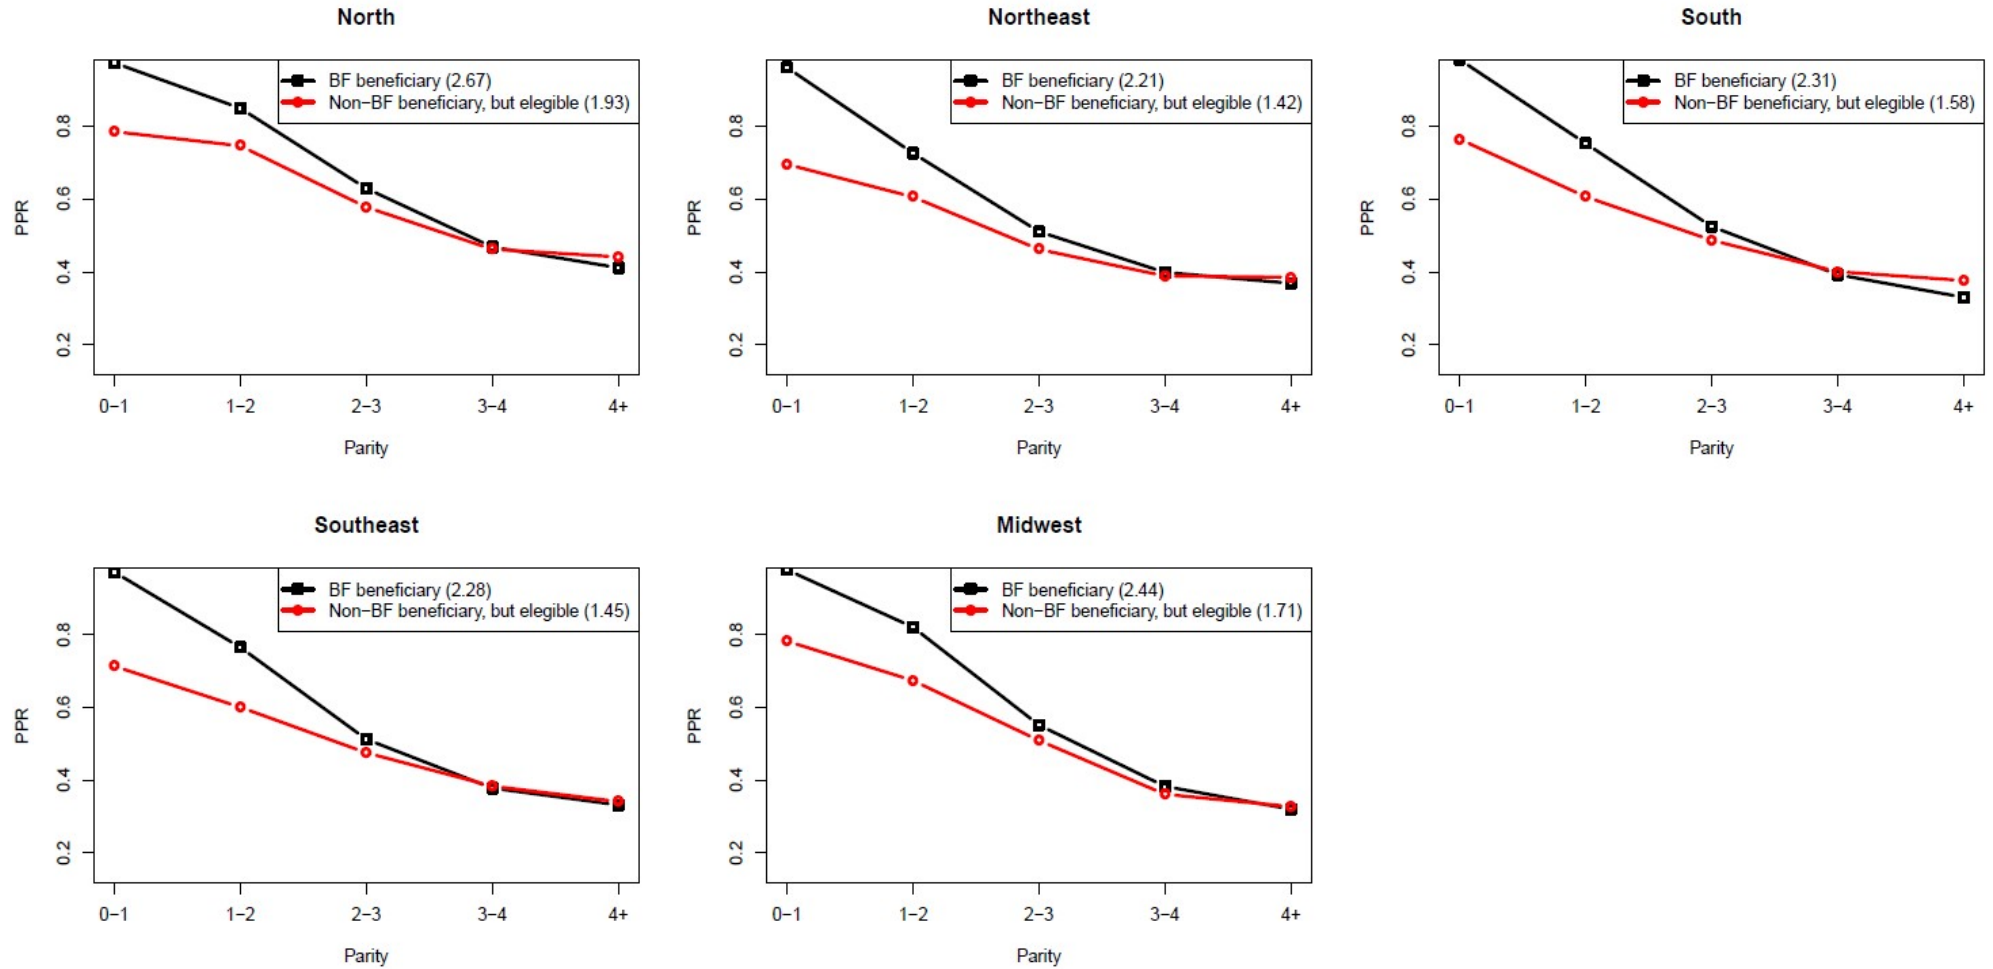 North
BF beneficiary (2.67)
Non−BF beneficiary, but elegible (1.93)
PPR
0.8
0.6
0.4
0.2
0−1 1−2 2−3 3−4 4+
Parity
Northeast
BF beneficiary (2.21)
Non−BF beneficiary, but elegible (1.42)
PPR
0.8
0.6
0.4
0.2
0−1 1−2 2−3 3−4 4+
Parity
South
BF beneficiary (2.31)
Non−BF beneficiary, but elegible (1.58)
PPR
0.8
0.6
0.4
0.2
0−1 1−2 2−3 3−4 4+
Parity
Southeast
BF beneficiary (2.28)
Non−BF beneficiary, but elegible (1.45)
PPR
0.8
0.6
0.4
0.2
0−1 1−2 2−3 3−4 4+
Parity
Midwest
BF beneficiary (2.44)
Non−BF beneficiary, but elegible (1.71)
PPR
0.8
0.6
0.4
0.2
0−1 1−2 2−3 3−4 4+
Parity